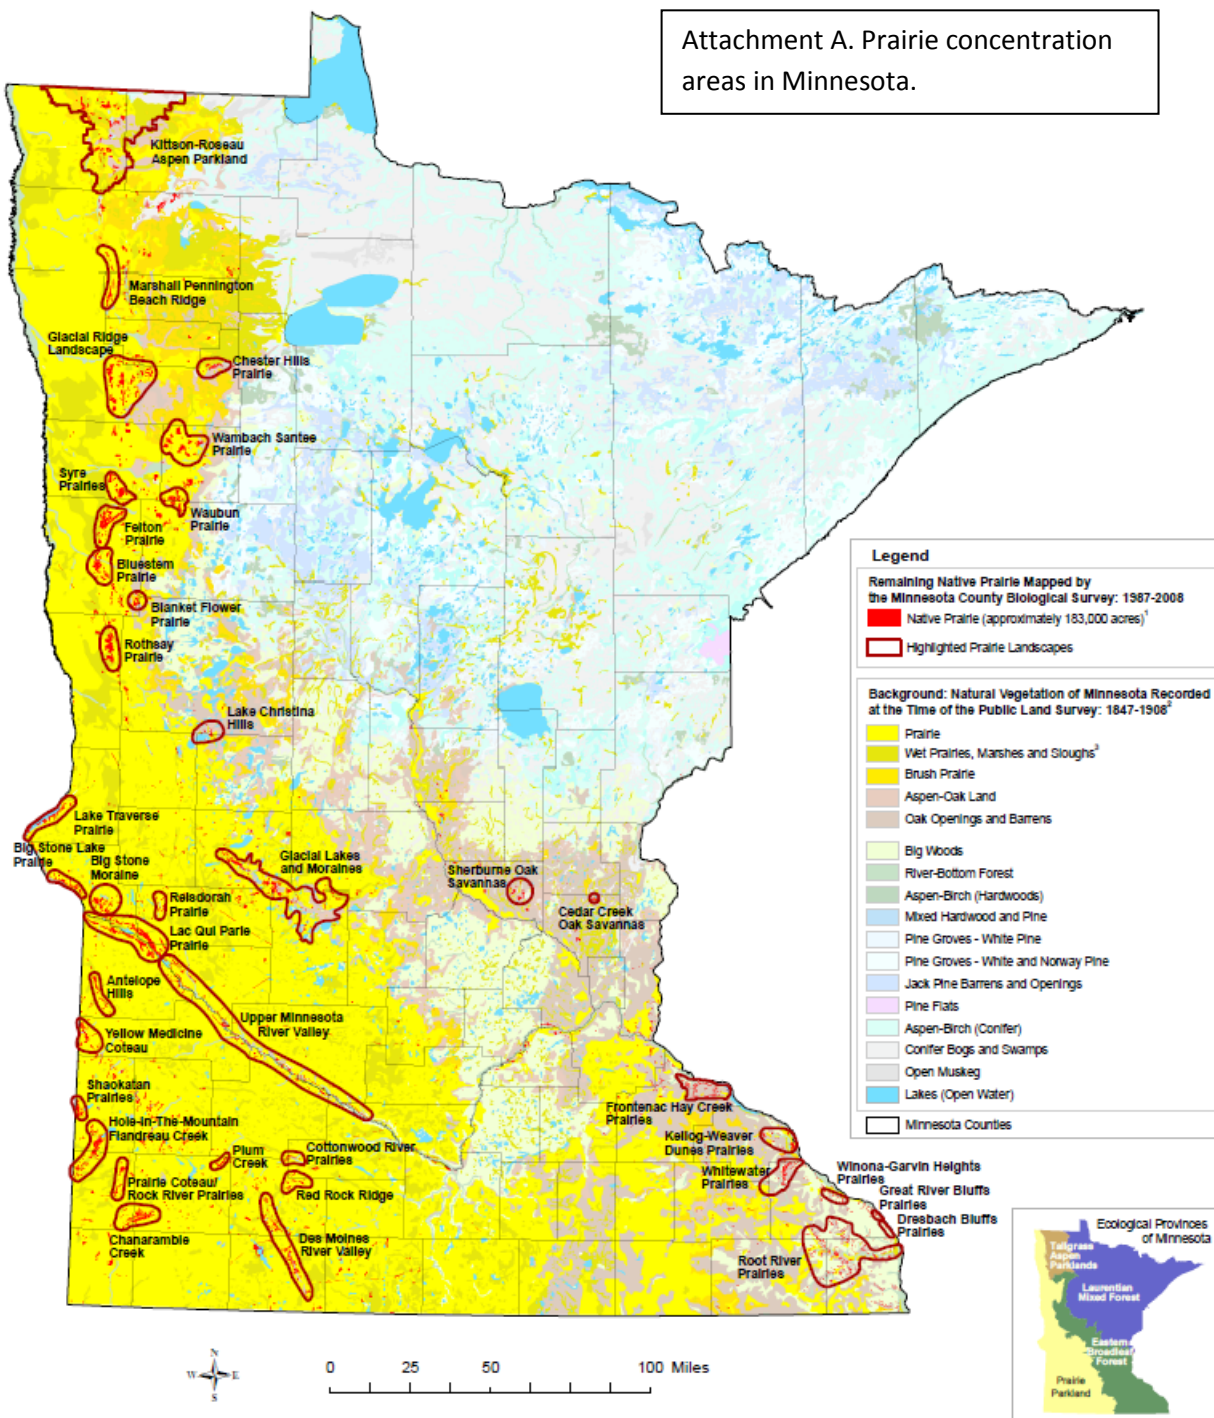 Attachment A. Prairie concentration
areas in Minnesota.
Kittson-Roseau
Aspen Parkland
Marshall Pennington
Beach Ridge
Glacial Ridge
Landscape
Chester Hills
Prairie
Wambach Santee
Prairie
Syre
Prairies
Waubun
Prairie
Felton
Prairie
Bluestem
Prairie
Blanket Flower
Prairie
Rothsay
Prairie
Lake Christina
Hills
Lake Traverse
Prairie
Big Stone Lake
Prairie
Big Stone
Moraine
Glacial Lakes
and Moraines
Sherburne Oak
Savannas
Cedar Creek
Oak Savannas
Reisdorah
Prairie
Lac Qui Parle
Prairie
Antelope
Hills
Upper Minnesota
River Valley
Yellow Medicine
Coteau
Shaokatan
Prairies
Hole-In-The-Mountain
Flandreau Creek
Plum
Creek
Cottonwood River
Prairies
Prairie Coteau/
Rock River Prairies
Red Rock Ridge
Chanarambie
Creek
Des Moines
River Valley
Frontenac Hay Creek
Prairies
Kellog-Weaver
Dunes Prairies
Whitewater
Prairies
Winona-Garvin Heights
Prairies
Great River Bluffs
Prairies
Dresbach Bluffs
Prairies
Root River
Prairies
Legend
Remaining Native Prairie Mapped by
the Minnesota County Biological Survey: 1987-2008
Native Prairie (approximately 183,000 acres)¹
Highlighted Prairie Landscapes
Background: Natural Vegetation of Minnesota Recorded
at the Time of the Public Land Survey: 1847-1908²
Prairie
Wet Prairies, Marshes and Sloughs³
Brush Prairie
Aspen-Oak Land
Oak Openings and Barrens
Big Woods
River-Bottom Forest
Aspen-Birch (Hardwoods)
Mixed Hardwood and Pine
Pine Groves - White Pine
Pine Groves - White and Norway Pine
Jack Pine Barrens and Openings
Pine Flats
Aspen-Birch (Conifer)
Conifer Bogs and Swamps
Open Muskeg
Lakes (Open Water)
Minnesota Counties
Ecological Provinces
of Minnesota
Tallgrass
Aspen
Parklands
Laurentian
Mixed Forest
Eastern
Broadleaf
Forest
Prairie
Parkland
N
W E
S
0 25 50 100 Miles